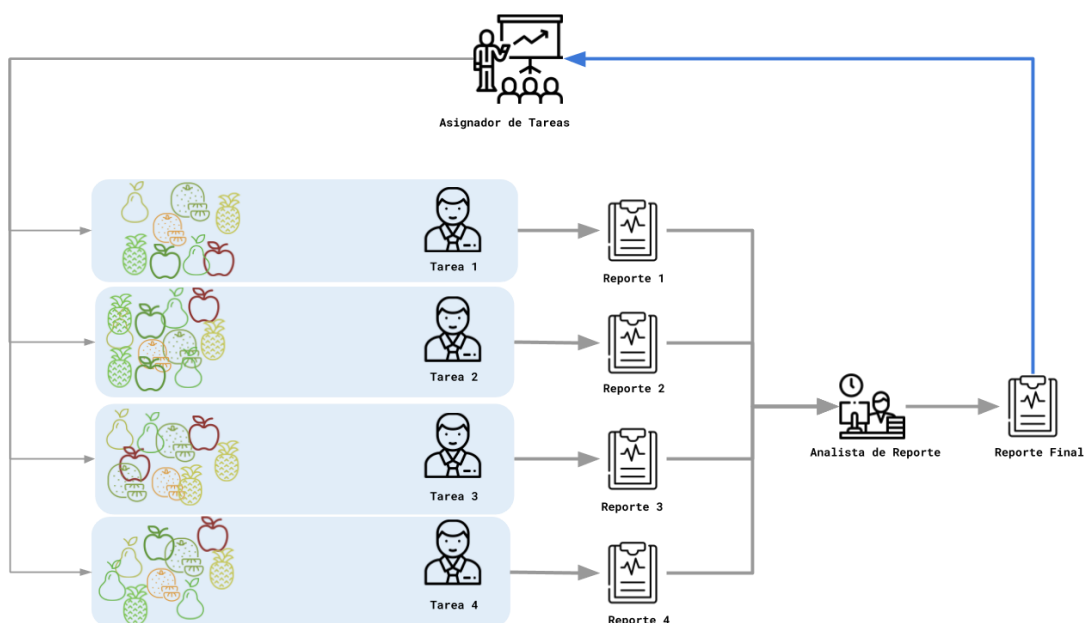 Asignador de Tareas
Tarea 1
Reporte 1
Tarea 2
Reporte 2
Analista de Reporte
Reporte Final
Tarea 3
Reporte 3
Tarea 4
Reporte 4